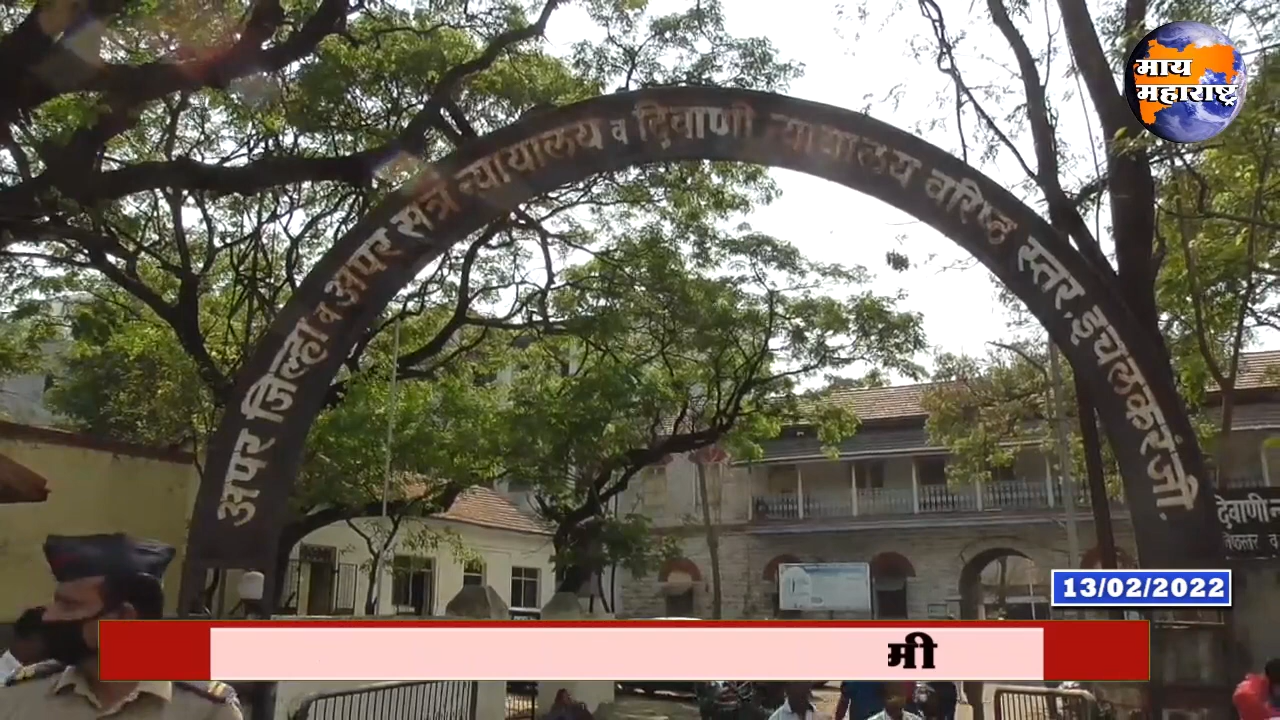 माय
महाराष्ट्र
अपर जिल्हा व अपर सत्र न्यायालय व दिवाणी न्यायालय वरिष्ठ स्तर, इचलकरंजी.
देवाणी
13/02/2022
मी